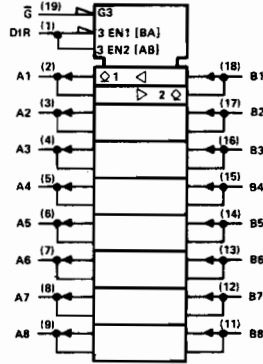 G̅ (19) G3
DIR (1) 3 EN1 [BA]
3 EN2 [AB]
A1 (2) ◇ 1 ◁ (18) B1
▷ 2 ◇
A2 (3) (17) B2
A3 (4) (16) B3
A4 (5) (15) B4
A5 (6) (14) B5
A6 (7) (13) B6
A7 (8) (12) B7
A8 (9) (11) B8